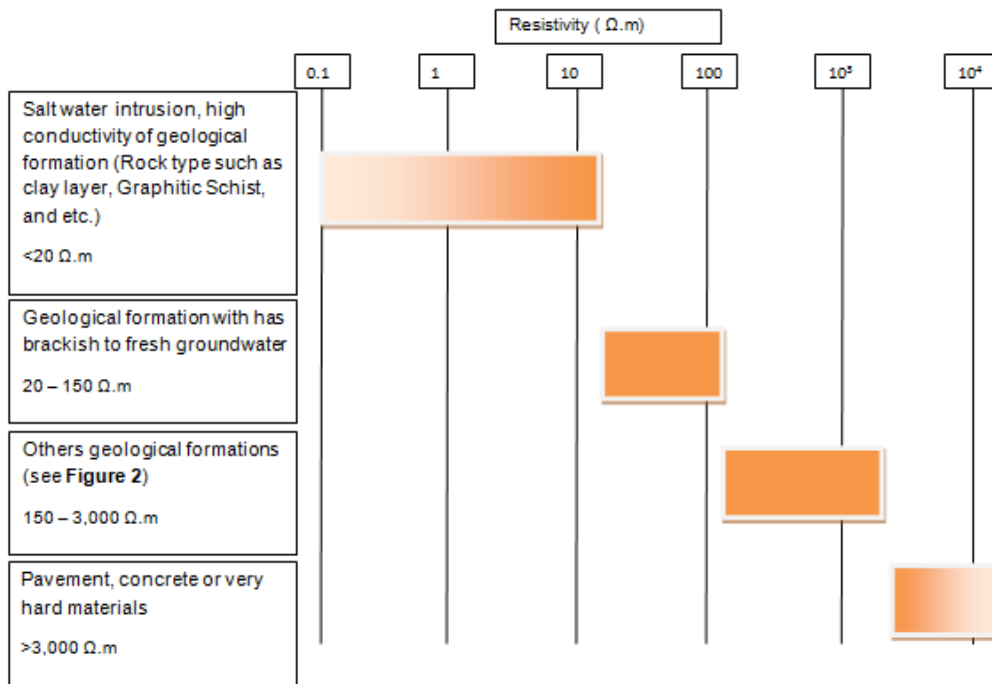 Resistivity ( Ω.m)
0.1 1 10 100 10³ 10⁴
Salt water intrusion, high
conductivity of geological
formation (Rock type such as
clay layer, Graphitic Schist,
and etc.)
<20 Ω.m
Geological formation with has
brackish to fresh groundwater
20 – 150 Ω.m
Others geological formations
(see Figure 2)
150 – 3,000 Ω.m
Pavement, concrete or very
hard materials
>3,000 Ω.m